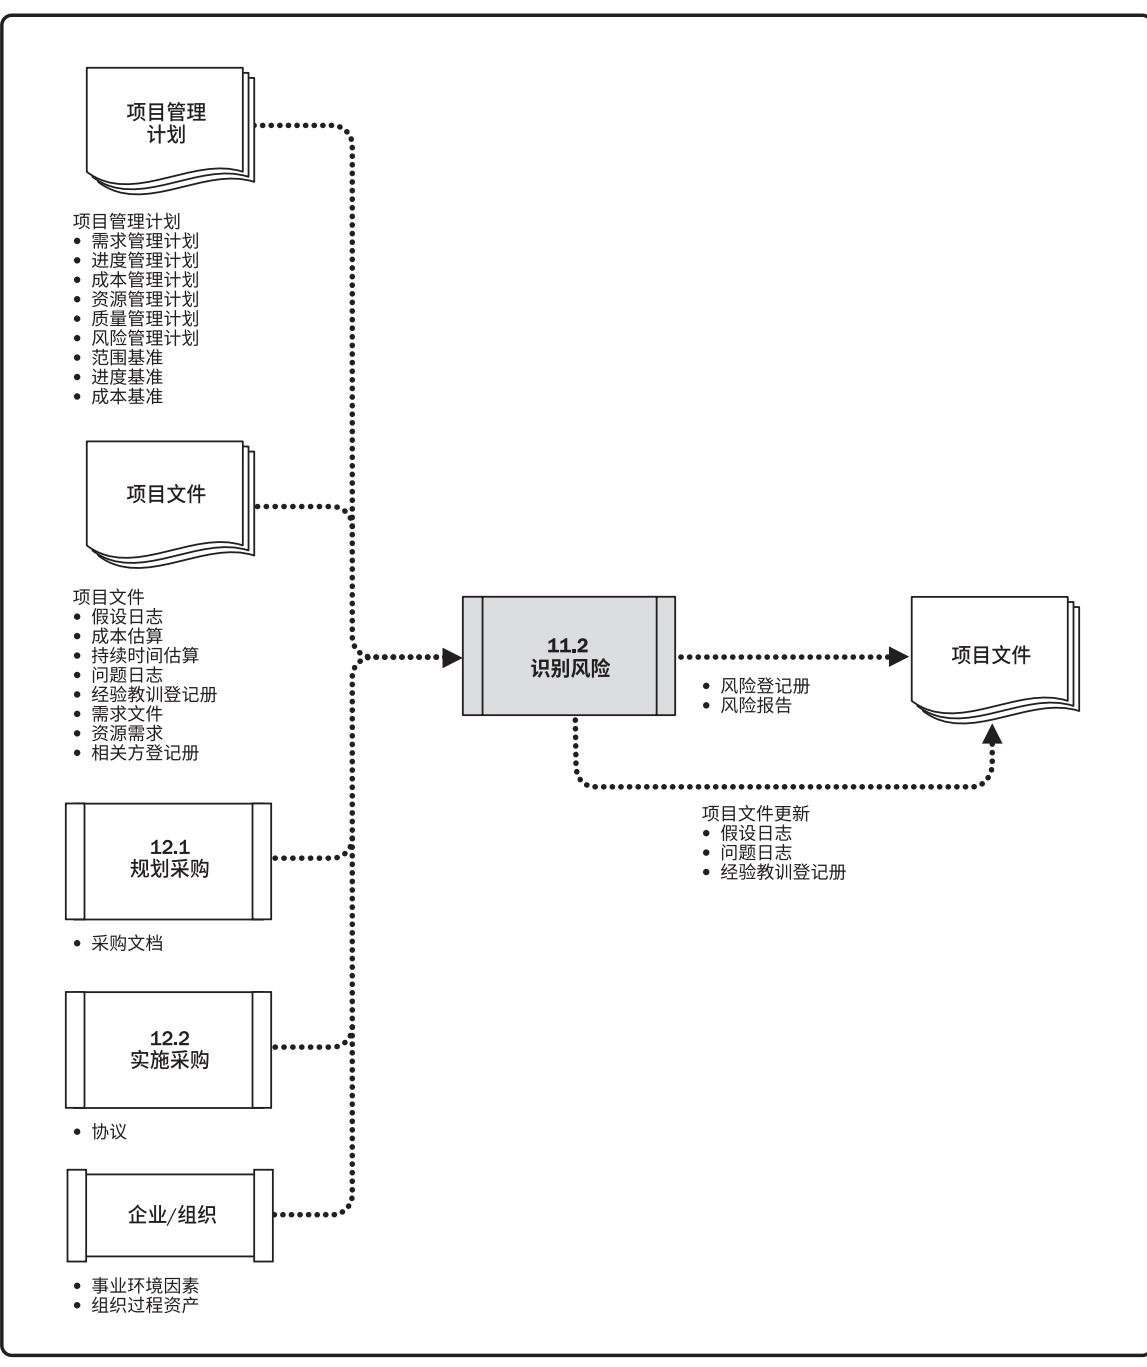 项目管理
计划
项目管理计划
• 需求管理计划
• 进度管理计划
• 成本管理计划
• 资源管理计划
• 质量管理计划
• 风险管理计划
• 范围基准
• 进度基准
• 成本基准
项目文件
项目文件
• 假设日志
• 成本估算
• 持续时间估算
• 问题日志
• 经验教训登记册
• 需求文件
• 资源需求
• 相关方登记册
12.1
规划采购
• 采购文档
12.2
实施采购
• 协议
企业/组织
• 事业环境因素
• 组织过程资产
11.2
识别风险
• 风险登记册
• 风险报告
项目文件
项目文件更新
• 假设日志
• 问题日志
• 经验教训登记册